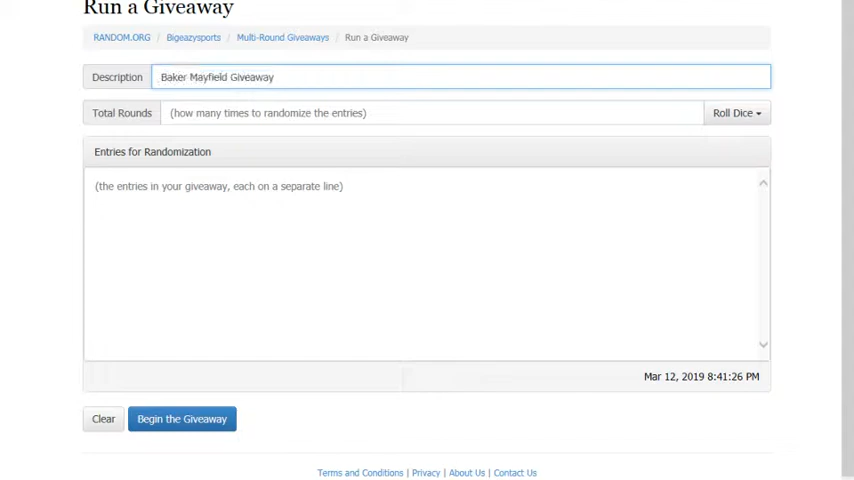 Run a Giveaway
RANDOM.ORG / Bigeazysports / Multi-Round Giveaways / Run a Giveaway
Description Baker Mayfield Giveaway
Total Rounds (how many times to randomize the entries) Roll Dice
Entries for Randomization
(the entries in your giveaway, each on a separate line)
Mar 12, 2019 8:41:26 PM
Clear Begin the Giveaway
Terms and Conditions | Privacy | About Us | Contact Us